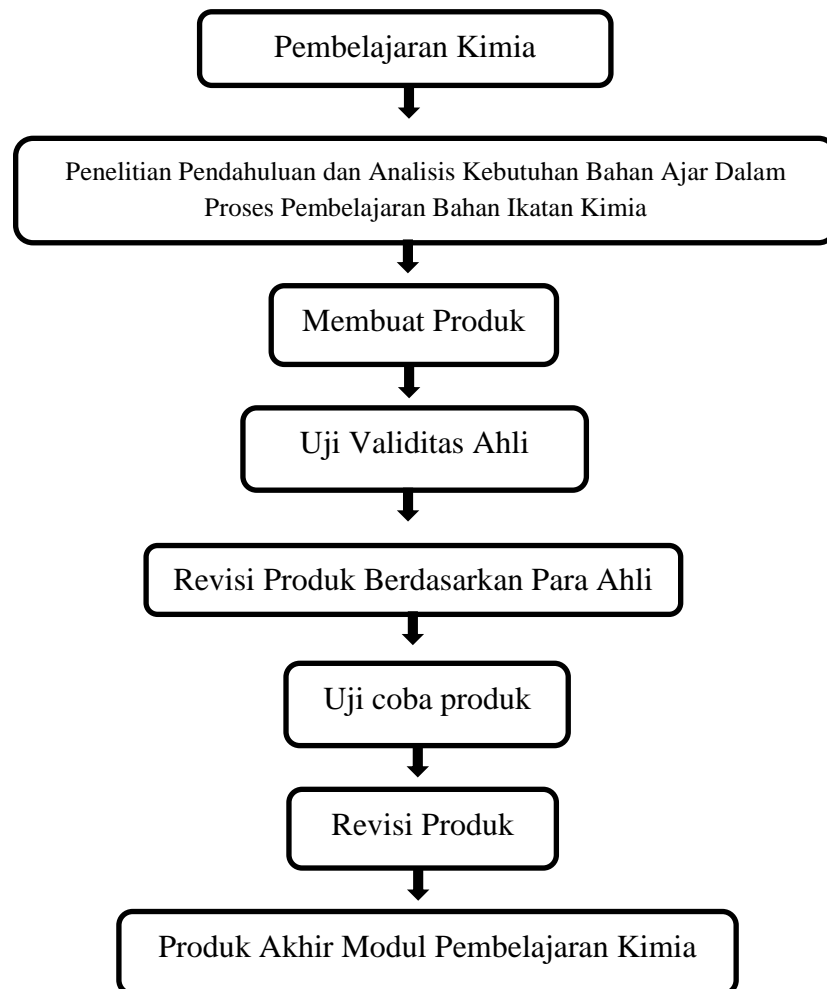 Pembelajaran Kimia
Penelitian Pendahuluan dan Analisis Kebutuhan Bahan Ajar Dalam
Proses Pembelajaran Bahan Ikatan Kimia
Membuat Produk
Uji Validitas Ahli
Revisi Produk Berdasarkan Para Ahli
Uji coba produk
Revisi Produk
Produk Akhir Modul Pembelajaran Kimia